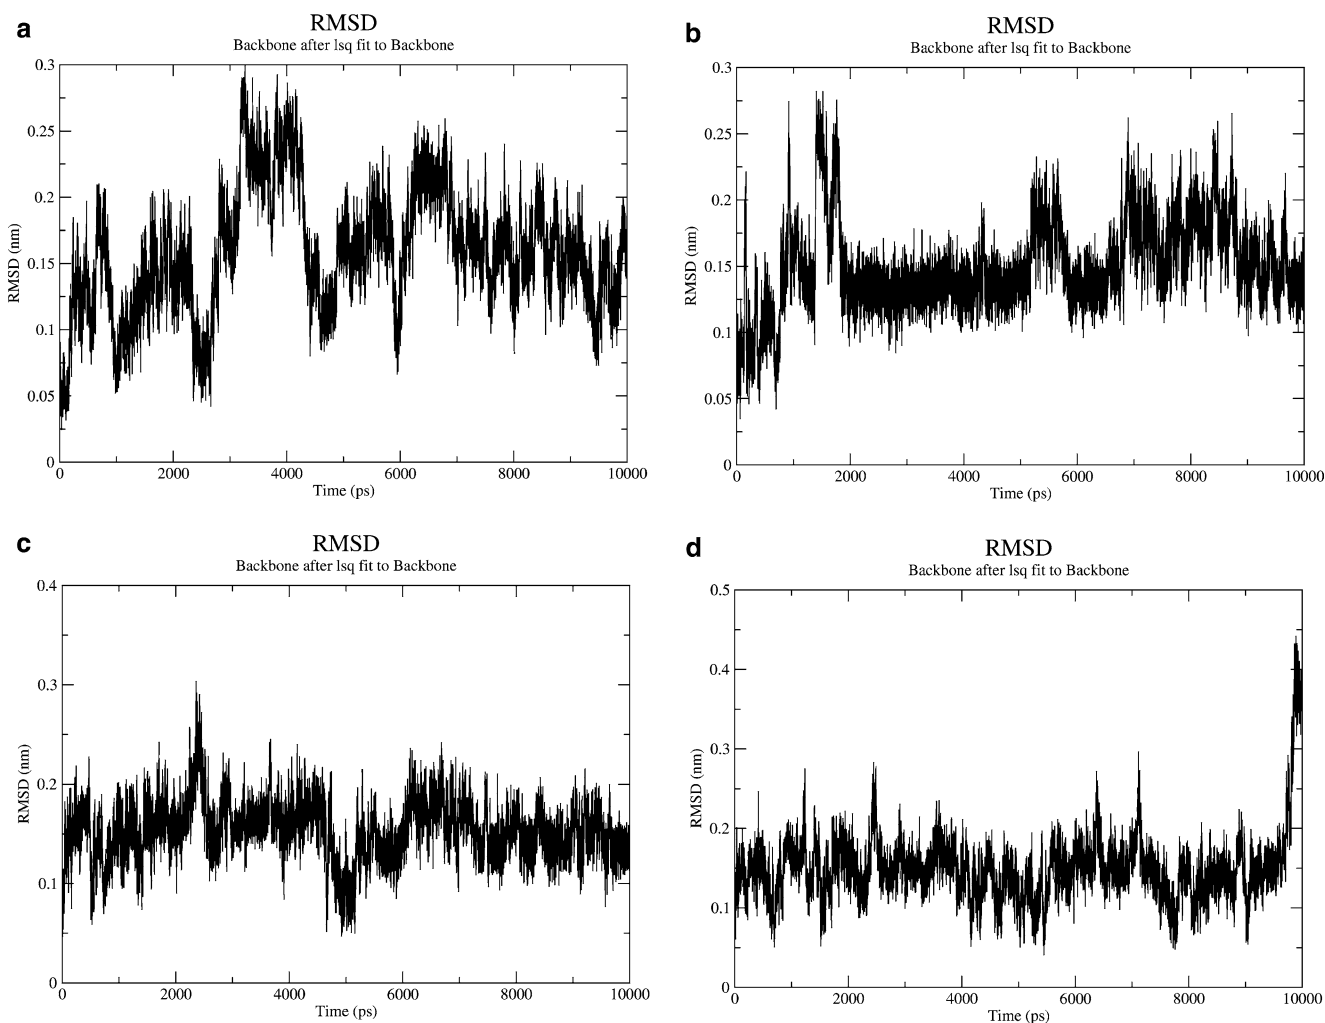 a
RMSD
Backbone after lsq fit to Backbone
RMSD (nm)
0.3
0.25
0.2
0.15
0.1
0.05
0
0 2000 4000 6000 8000 10000
Time (ps)
b
RMSD
Backbone after lsq fit to Backbone
RMSD (nm)
0.3
0.25
0.2
0.15
0.1
0.05
0
0 2000 4000 6000 8000 10000
Time (ps)
c
RMSD
Backbone after lsq fit to Backbone
RMSD (nm)
0.4
0.3
0.2
0.1
0
0 2000 4000 6000 8000 10000
Time (ps)
d
RMSD
Backbone after lsq fit to Backbone
RMSD (nm)
0.5
0.4
0.3
0.2
0.1
0
0 2000 4000 6000 8000 10000
Time (ps)